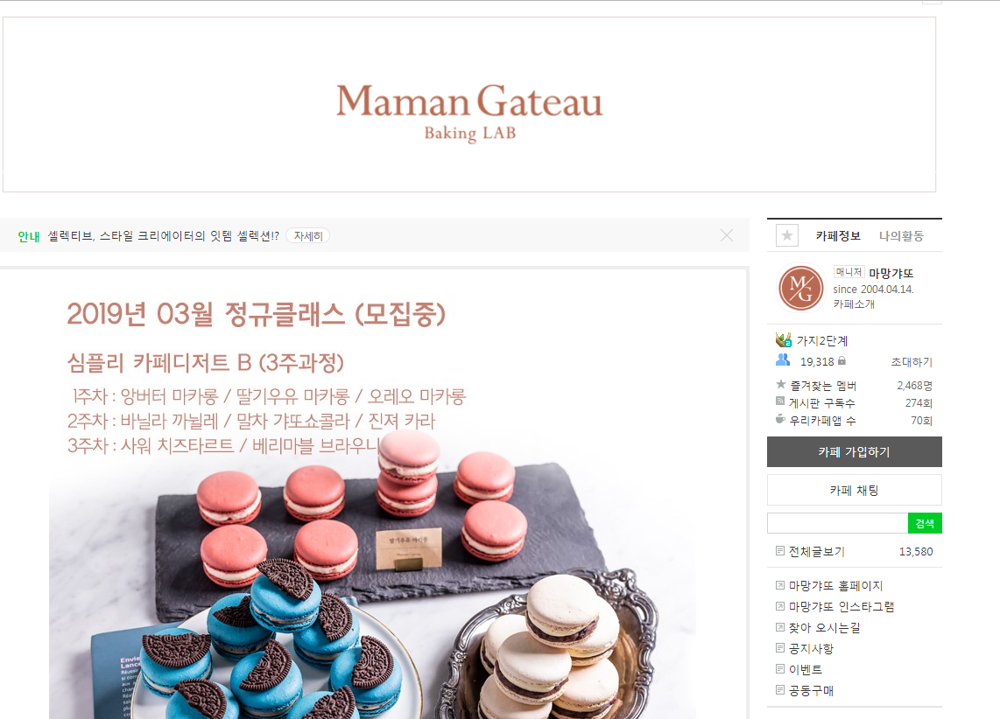 Maman Gateau
Baking LAB
안내 셀렉티브, 스타일 크리에이터의 잇템 셀렉션!? 자세히
2019년 03월 정규클래스 (모집중)
심플리 카페디저트 B (3주과정)
1주차 : 앙버터 마카롱 / 딸기우유 마카롱 / 오레오 마카롱
2주차 : 바닐라 까눌레 / 말차 갸또쇼콜라 / 진저 카라
3주차 : 사워 치즈타르트 / 베리마블 브라우니
딸기우유 마카롱
Envie
Lance
카페정보 나의활동
M/G
매니저 마망갸또
since 2004.04.14.
카페소개
가지2단계
19,318 초대하기
즐겨찾는 멤버 2,468명
게시판 구독수 274회
우리카페앱 수 70회
카페 가입하기
카페 채팅
검색
전체글보기 13,580
마망갸또 홈페이지
마망갸또 인스타그램
찾아 오시는길
공지사항
이벤트
공동구매